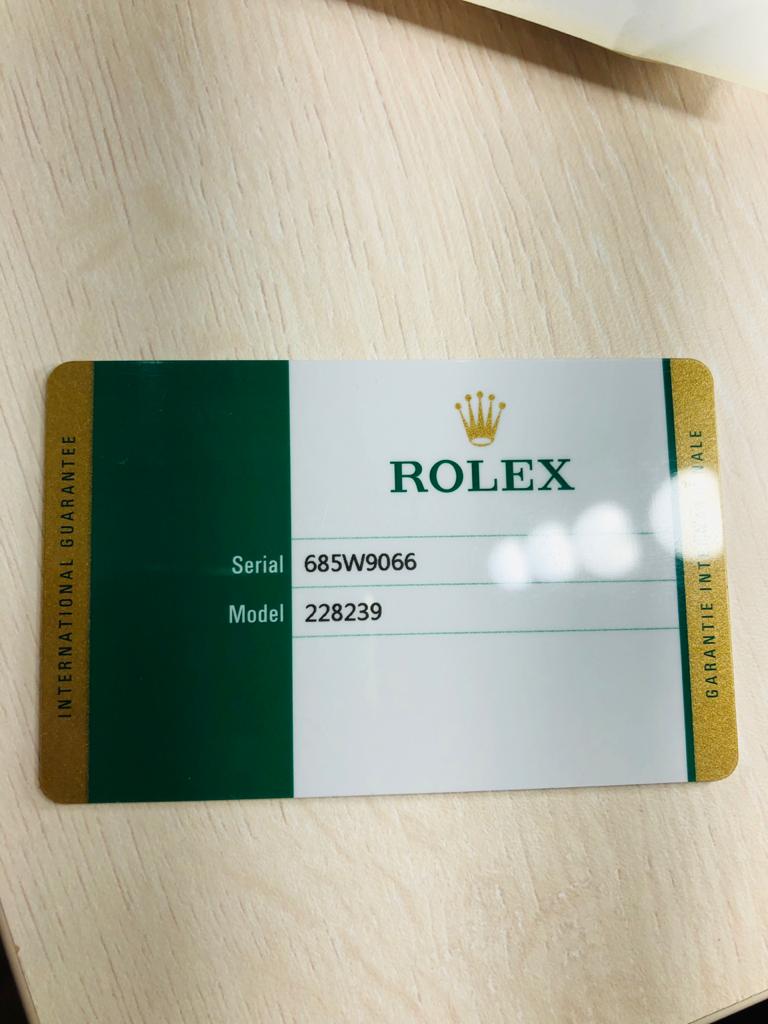 INTERNATIONAL GUARANTEE
ROLEX
Serial 685W9066
Model 228239
GARANTIE